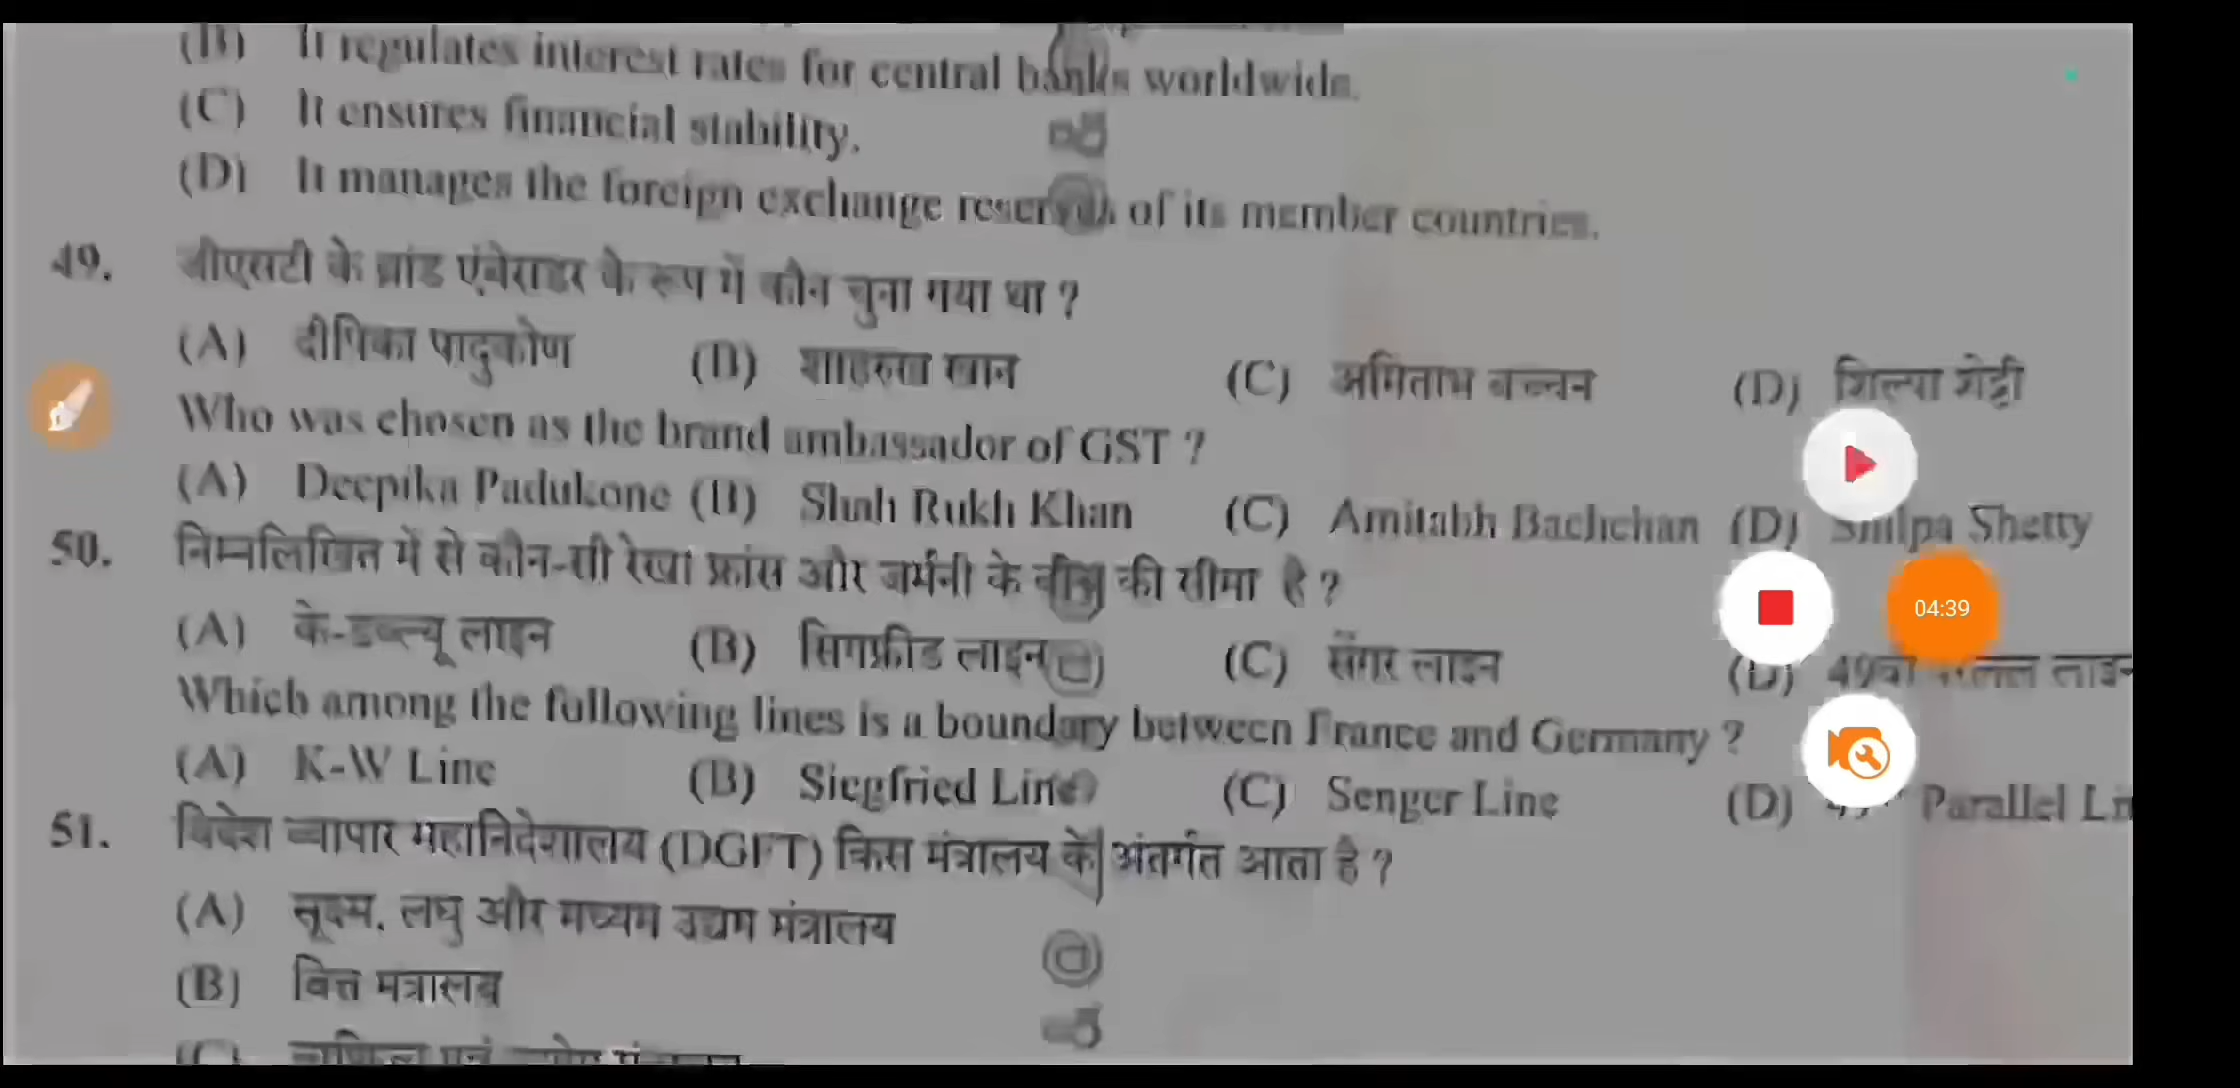 (B) It regulates interest rates for central banks worldwide.
(C) It ensures financial stability.
(D) It manages the foreign exchange reserves of its member countries.
49. जीएसटी के ब्रांड एंबेसडर के रूप में कौन चुना गया था ?
(A) दीपिका पादुकोण (B) शाहरुख खान (C) अमिताभ बच्चन (D) शिल्पा शेट्टी
Who was chosen as the brand ambassador of GST ?
(A) Deepika Padukone (B) Shah Rukh Khan (C) Amitabh Bachchan (D) Shilpa Shetty
50. निम्नलिखित में से कौन-सी रेखा फ्रांस और जर्मनी के बीच की सीमा है ?
04:39
(A) के-डब्ल्यू लाइन (B) सिगफ्रीड लाइन (C) सेंगर लाइन (D) 49वां लाइन
Which among the following lines is a boundary between France and Germany ?
(A) K-W Line (B) Siegfried Line (C) Senger Line (D) Parallel
51. विदेश व्यापार महानिदेशालय (DGFT) किस मंत्रालय के अंतर्गत आता है ?
(A) सूक्ष्म, लघु और मध्यम उद्यम मंत्रालय
(B) वित्त मंत्रालय